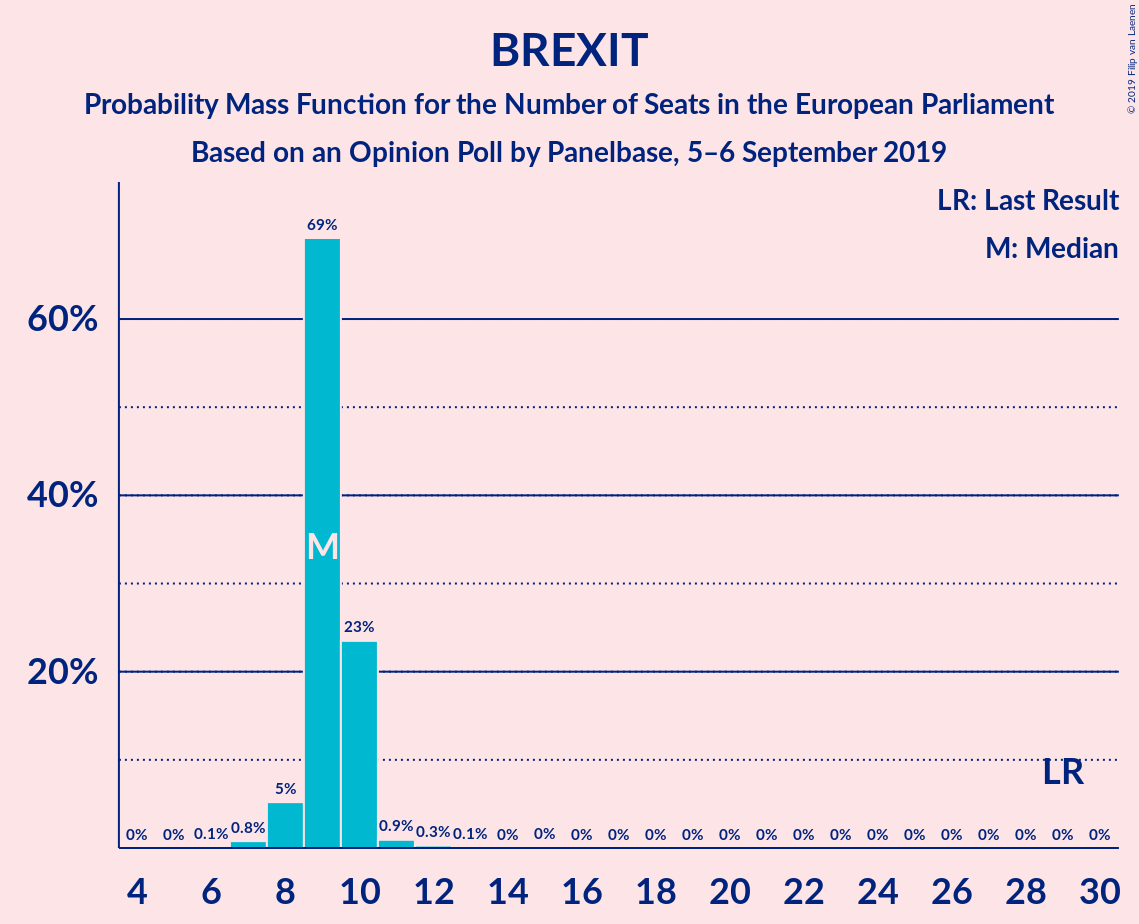 BREXIT
Probability Mass Function for the Number of Seats in the European Parliament
Based on an Opinion Poll by Panelbase, 5–6 September 2019
© 2019 Filip van Laenen
LR: Last Result
M: Median
60%
40%
20%
0% 0% 0.1% 0.8% 5% 69% 23% 0.9% 0.3% 0.1% 0% 0% 0% 0% 0% 0% 0% 0% 0% 0% 0% 0% 0% 0% 0% 0% 0%
M
LR
4 6 8 10 12 14 16 18 20 22 24 26 28 30